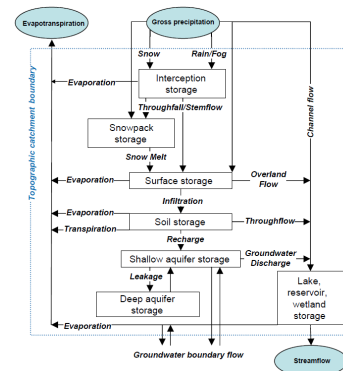 Evapotranspiration
Gross precipitation
Snow
Rain/Fog
Evaporation
Interception
storage
Throughfall/Stemflow
Channel flow
Topographic catchment boundary
Snowpack
storage
Snow Melt
Evaporation
Surface storage
Overland
Flow
Infiltration
Evaporation
Soil storage
Throughflow
Transpiration
Recharge
Shallow aquifer storage
Groundwater
Discharge
Leakage
Deep aquifer
storage
Lake,
reservoir,
wetland
storage
Evaporation
Groundwater boundary flow
Streamflow